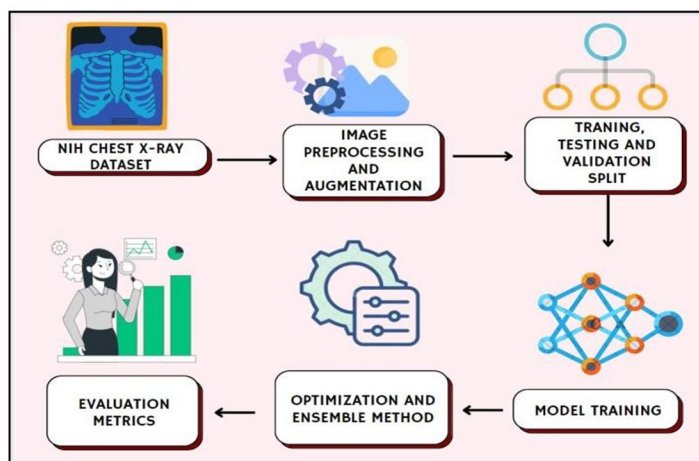 NIH CHEST X-RAY
DATASET
IMAGE
PREPROCESSING
AND
AUGMENTATION
TRANING,
TESTING AND
VALIDATION
SPLIT
MODEL TRAINING
OPTIMIZATION AND
ENSEMBLE METHOD
EVALUATION
METRICS